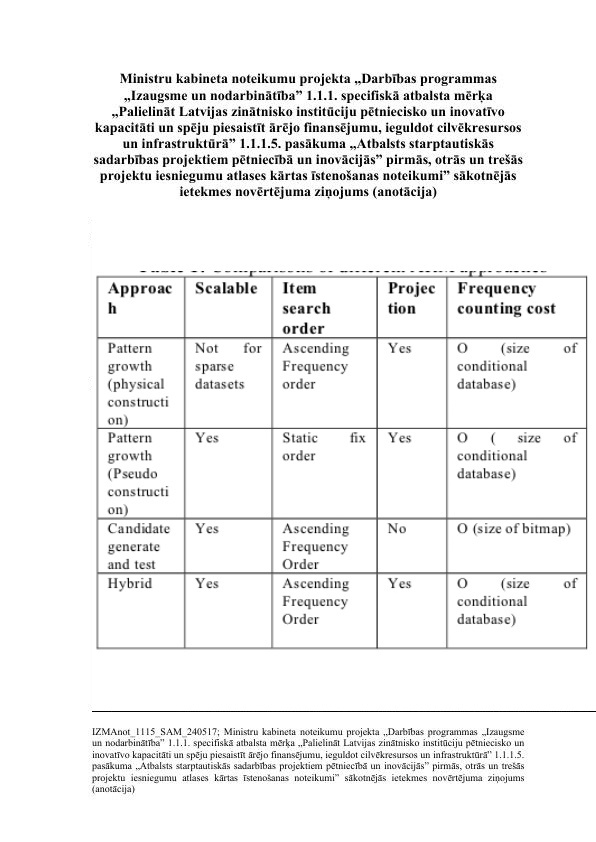 Ministru kabineta noteikumu projekta „Darbības programmas
„Izaugsme un nodarbinātība” 1.1.1. specifiskā atbalsta mērķa
„Palielināt Latvijas zinātnisko institūciju pētniecisko un inovatīvo
kapacitāti un spēju piesaistīt ārējo finansējumu, ieguldot cilvēkresursos
un infrastruktūrā” 1.1.1.5. pasākuma „Atbalsts starptautiskās
sadarbības projektiem pētniecībā un inovācijās” pirmās, otrās un trešās
projektu iesniegumu atlases kārtas īstenošanas noteikumi” sākotnējās
ietekmes novērtējuma ziņojums (anotācija)
Approac Scalable Item Projec Frequency
h search tion counting cost
order
Pattern Not for Ascending Yes O (size of
growth sparse Frequency conditional
(physical datasets order database)
constructi
on)
Pattern Yes Static fix Yes O ( size of
growth order conditional
(Pseudo database)
constructi
on)
Candidate Yes Ascending No O (size of bitmap)
generate Frequency
and test Order
Hybrid Yes Ascending Yes O (size of
Frequency conditional
Order database)
IZMAnot_1115_SAM_240517; Ministru kabineta noteikumu projekta „Darbības programmas „Izaugsme
un nodarbinātība” 1.1.1. specifiskā atbalsta mērķa „Palielināt Latvijas zinātnisko institūciju pētniecisko un
inovatīvo kapacitāti un spēju piesaistīt ārējo finansējumu, ieguldot cilvēkresursos un infrastruktūrā” 1.1.1.5.
pasākuma „Atbalsts starptautiskās sadarbības projektiem pētniecībā un inovācijās” pirmās, otrās un trešās
projektu iesniegumu atlases kārtas īstenošanas noteikumi” sākotnējās ietekmes novērtējuma ziņojums
(anotācija)